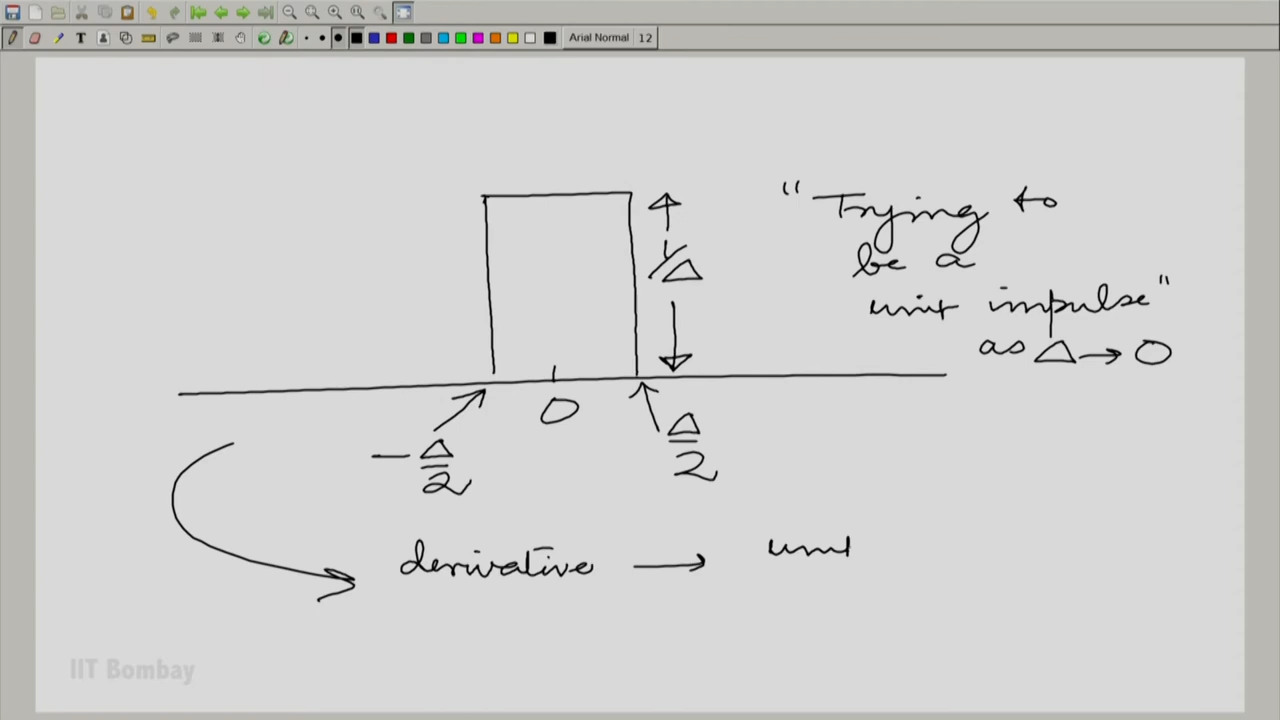 T
Arial Normal 12
"Trying to
be a
unit impulse"
as Δ → 0
1/Δ
0
-Δ/2
Δ/2
derivative → unit
IIT Bombay